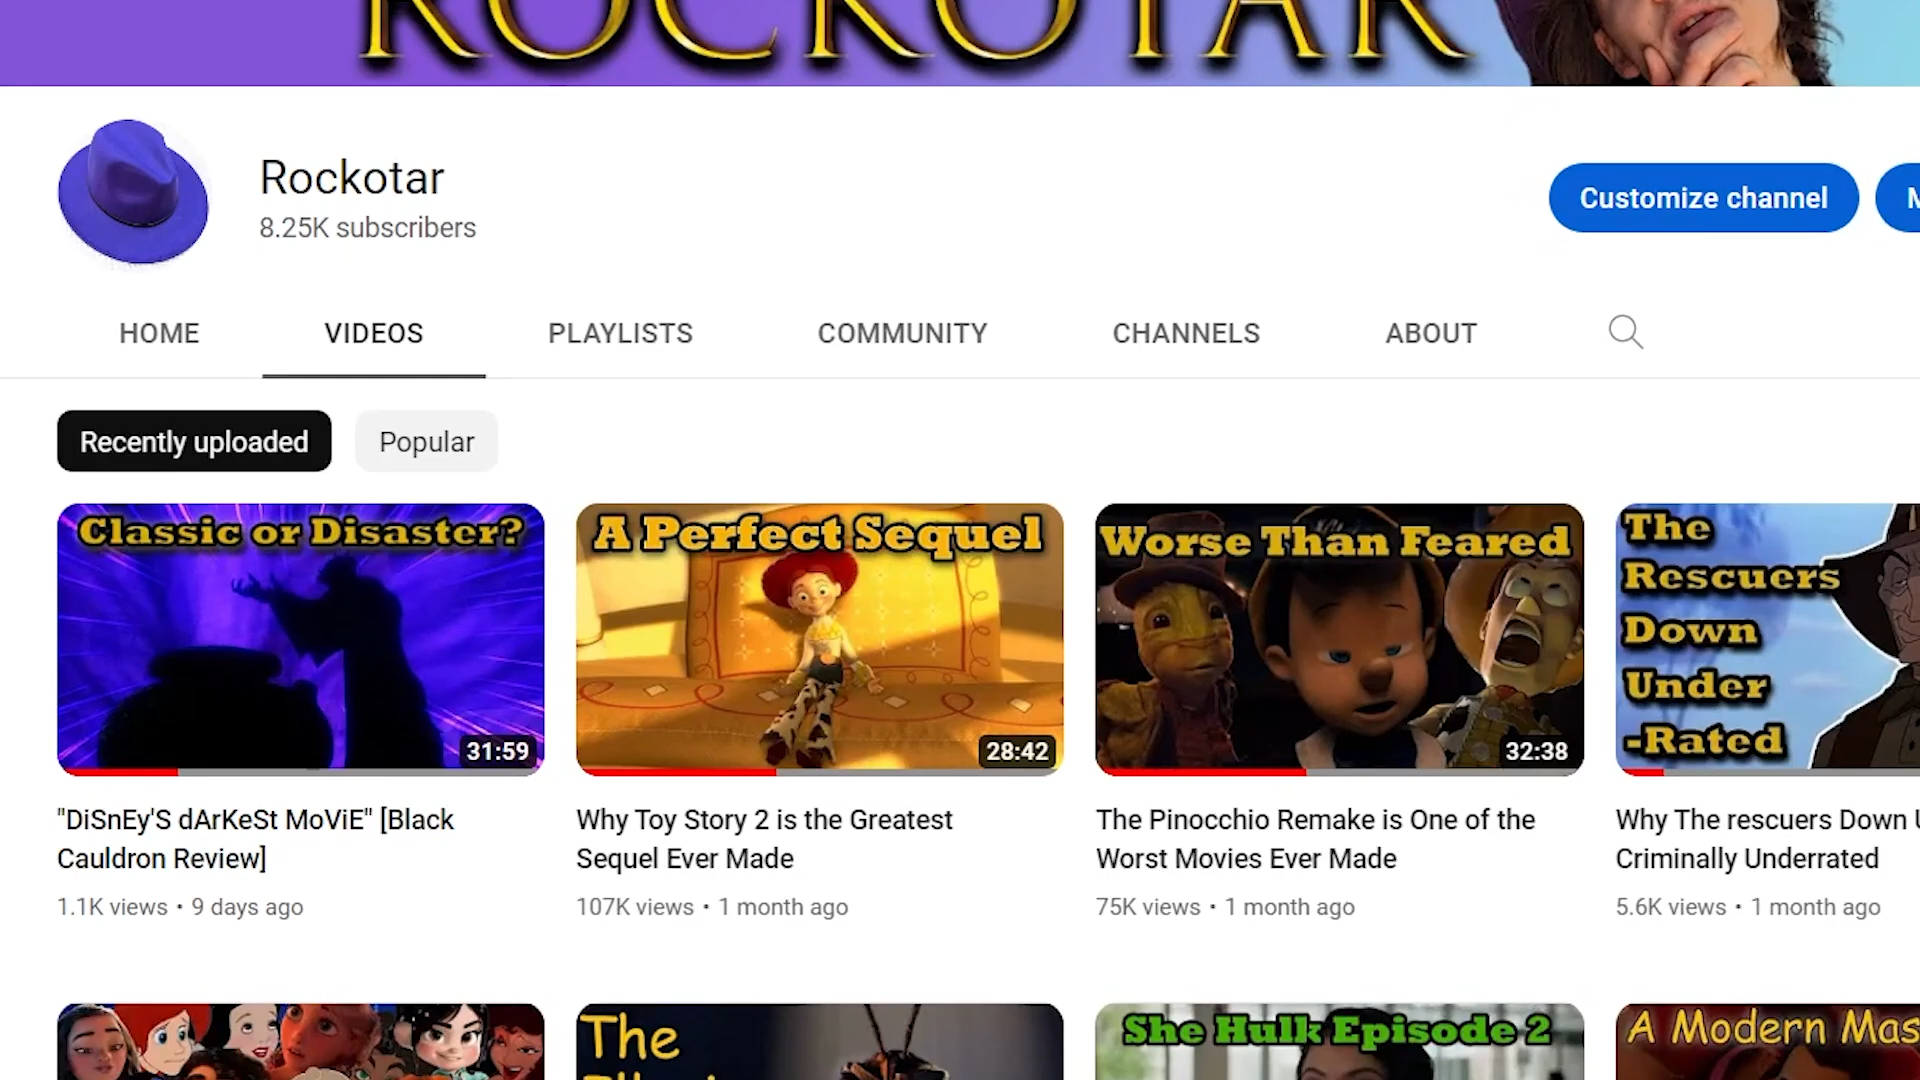 ROCKOTAR
Rockotar
8.25K subscribers
Customize channel
HOME
VIDEOS
PLAYLISTS
COMMUNITY
CHANNELS
ABOUT
Recently uploaded
Popular
Classic or Disaster?
31:59
"DiSnEy'S dArKeSt MoViE" [Black
Cauldron Review]
1.1K views • 9 days ago
A Perfect Sequel
28:42
Why Toy Story 2 is the Greatest
Sequel Ever Made
107K views • 1 month ago
Worse Than Feared
32:38
The Pinocchio Remake is One of the
Worst Movies Ever Made
75K views • 1 month ago
The
Rescuers
Down
Under
-Rated
Why The rescuers Down
Criminally Underrated
5.6K views • 1 month ago
The
She Hulk Episode 2
A Modern